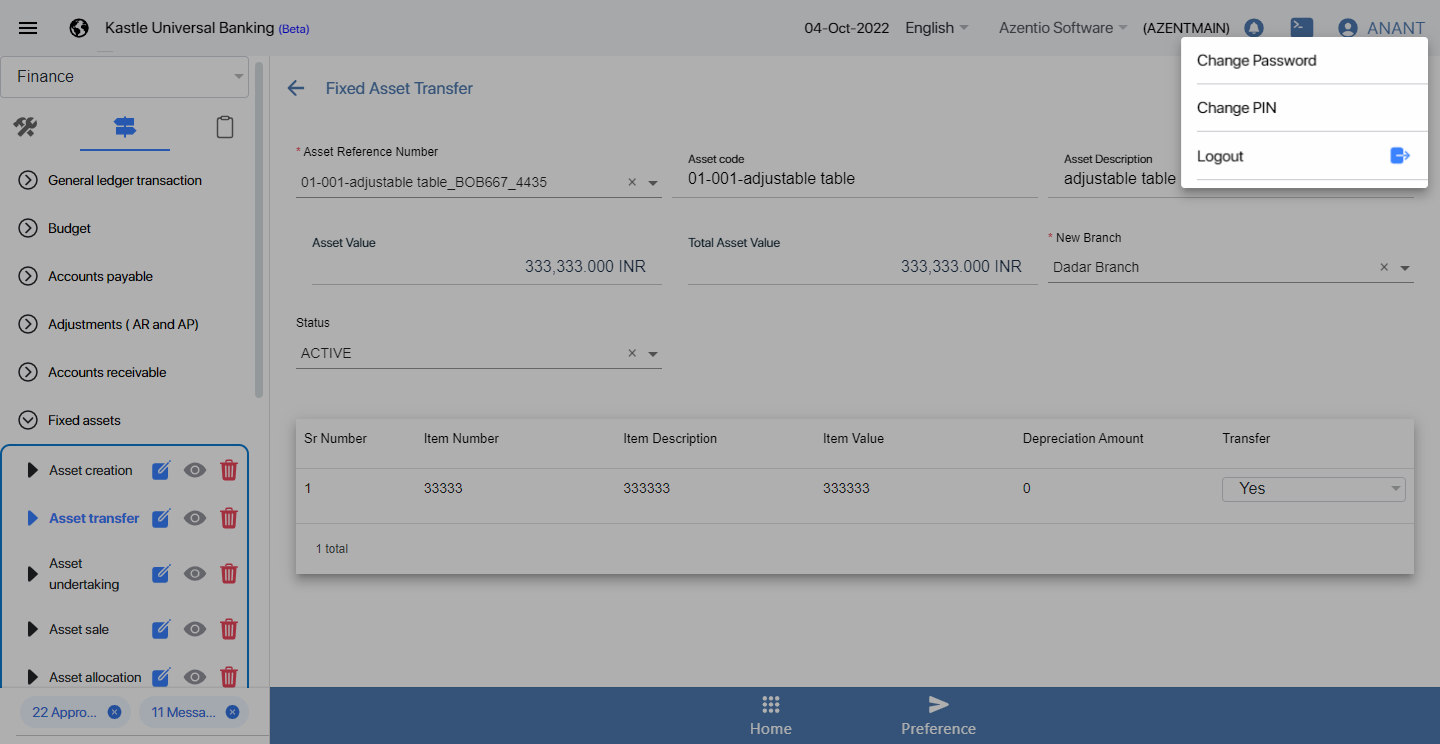 Kastle Universal Banking (Beta)
04-Oct-2022
English
Azentio Software
(AZENTMAIN)
ANANT
Change Password
Change PIN
Logout
Finance
General ledger transaction
Budget
Accounts payable
Adjustments ( AR and AP)
Accounts receivable
Fixed assets
Asset creation
Asset transfer
Asset
undertaking
Asset sale
Asset allocation
22 Appro...
11 Messa...
Fixed Asset Transfer
* Asset Reference Number
01-001-adjustable table_BOB667_4435
Asset code
01-001-adjustable table
Asset Description
adjustable table
Asset Value
333,333.000 INR
Total Asset Value
333,333.000 INR
* New Branch
Dadar Branch
Status
ACTIVE
Sr Number Item Number Item Description Item Value Depreciation Amount Transfer
1 33333 333333 333333 0 Yes
1 total
Home
Preference